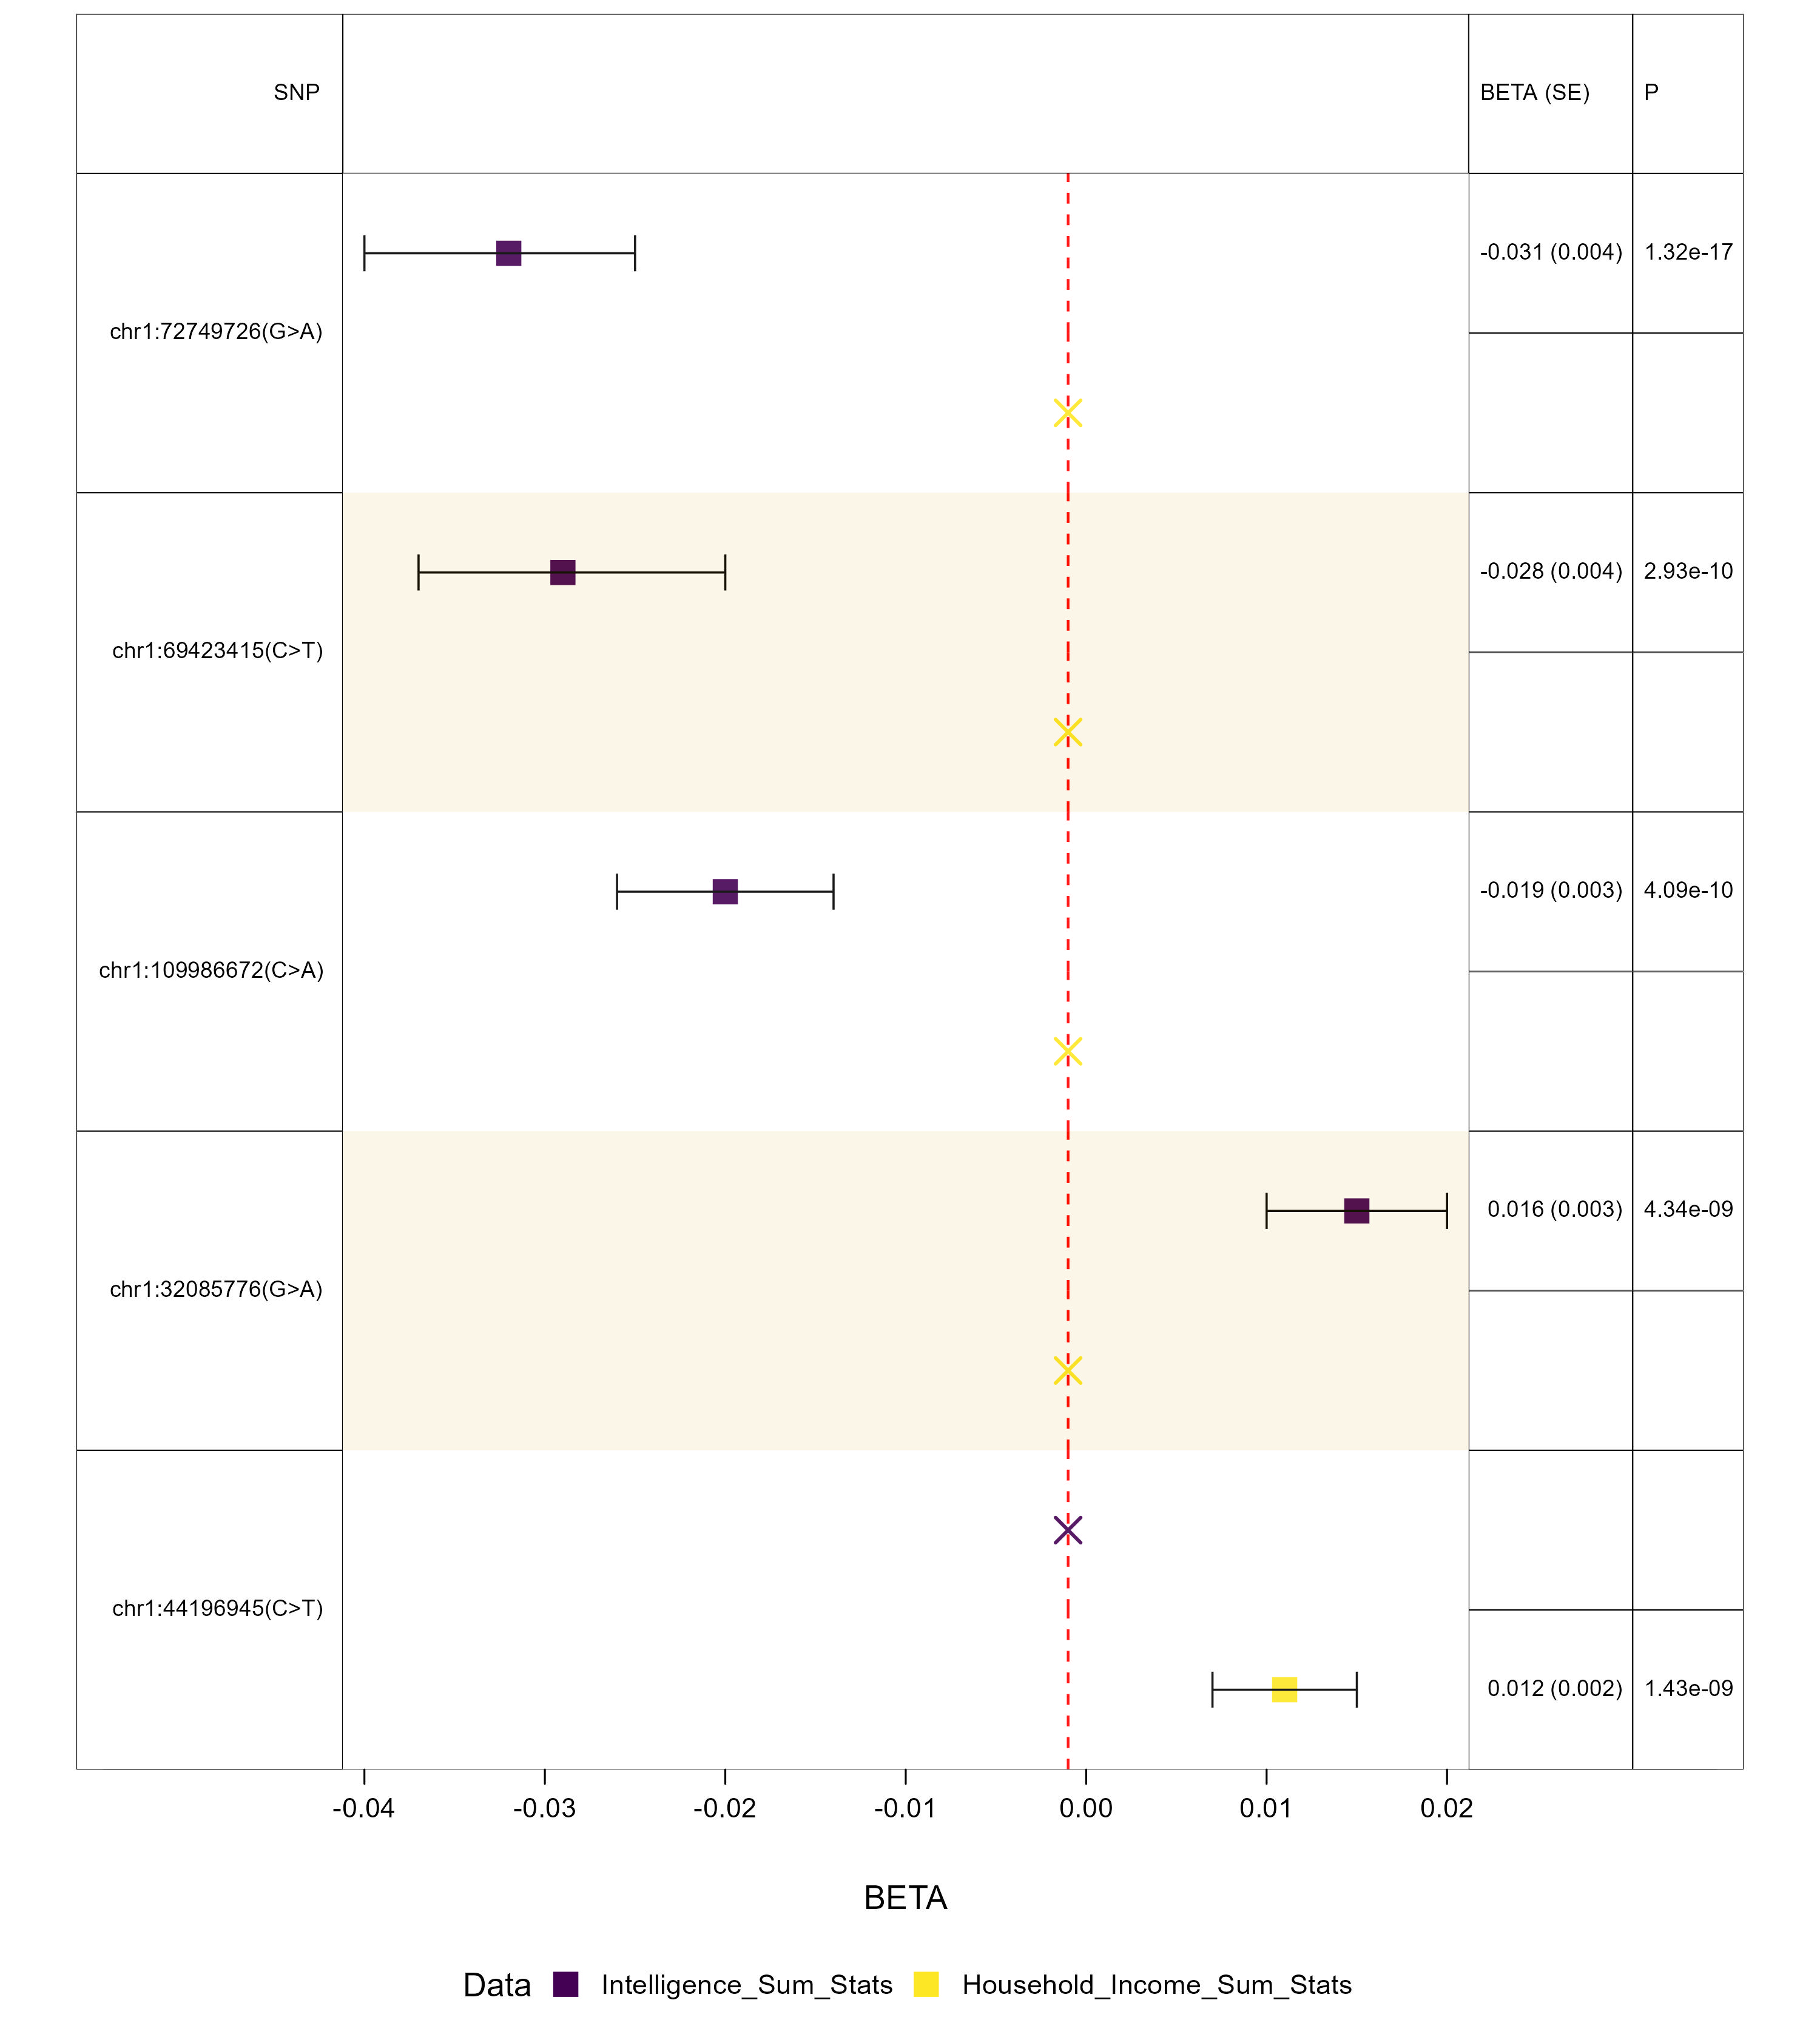 SNP BETA (SE) P
-0.031 (0.004) 1.32e-17
chr1:72749726(G>A)
-0.028 (0.004) 2.93e-10
chr1:69423415(C>T)
-0.019 (0.003) 4.09e-10
chr1:109986672(C>A)
0.016 (0.003) 4.34e-09
chr1:32085776(G>A)
chr1:44196945(C>T)
0.012 (0.002) 1.43e-09
-0.04 -0.03 -0.02 -0.01 0.00 0.01 0.02
BETA
Data Intelligence_Sum_Stats Household_Income_Sum_Stats